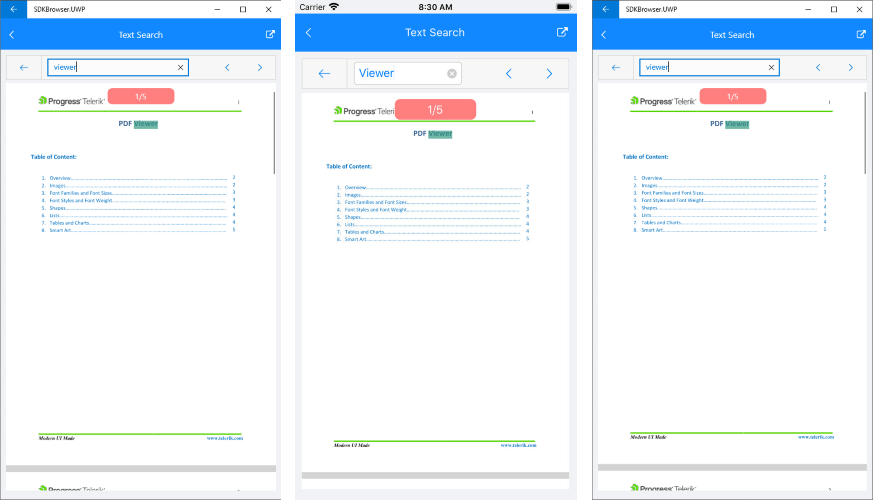 SDKBrowser.UWP
Text Search
viewer
1/5
Progress Telerik
1
PDF Viewer
Table of Content:
1. Overview 2
2. Images 2
3. Font Families and Font Sizes 3
4. Font Styles and Font Weight 3
5. Shapes 4
6. Lists 4
7. Tables and Charts 4
8. Smart Art 5
Modern UI Made www.telerik.com
Progress Telerik
Carrier 8:30 AM
Text Search
Viewer
1/5
Progress Teleri
1
PDF Viewer
Table of Content:
1. Overview 2
2. Images 2
3. Font Families and Font Sizes 3
4. Font Styles and Font Weight 3
5. Shapes 4
6. Lists 4
7. Tables and Charts 4
8. Smart Art 5
Modern UI Made www.telerik.com
SDKBrowser.UWP
Text Search
viewer
1/5
Progress Telerik
1
PDF Viewer
Table of Content:
1. Overview 2
2. Images 2
3. Font Families and Font Sizes 3
4. Font Styles and Font Weight 3
5. Shapes 4
6. Lists 4
7. Tables and Charts 4
8. Smart Art 5
Modern UI Made www.telerik.com
Progress Telerik